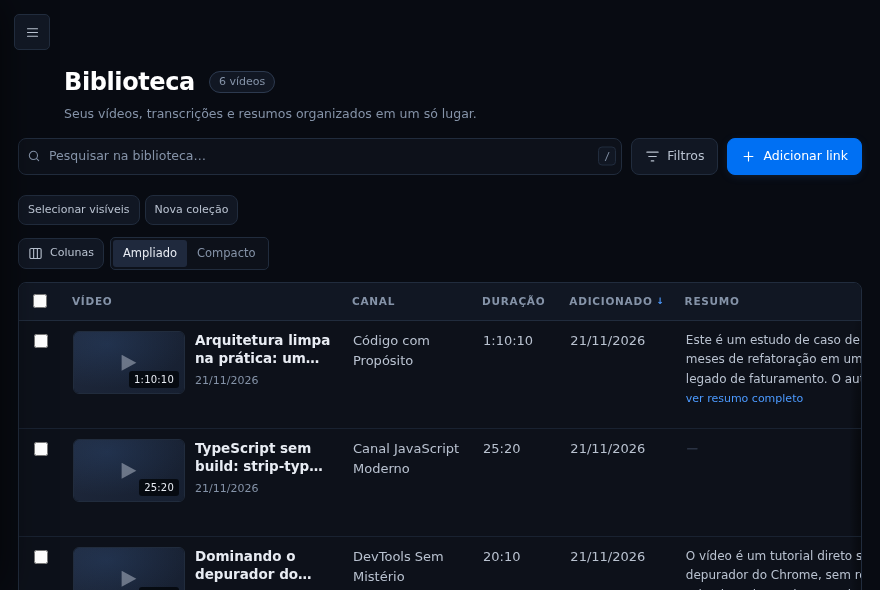 Biblioteca
6 vídeos
Seus vídeos, transcrições e resumos organizados em um só lugar.
Pesquisar na biblioteca...
/
Filtros
Adicionar link
Selecionar visíveis
Nova coleção
Colunas
Ampliado
Compacto
VÍDEO
CANAL
DURAÇÃO
ADICIONADO ↓
RESUMO
1:10:10
Arquitetura limpa
na prática: um…
21/11/2026
Código com
Propósito
1:10:10
21/11/2026
Este é um estudo de caso de
meses de refatoração em um
legado de faturamento. O
ver resumo completo
25:20
TypeScript sem
build: strip-typ…
21/11/2026
Canal JavaScript
Moderno
25:20
21/11/2026
—
Dominando o
depurador do…
DevTools Sem
Mistério
20:10
21/11/2026
O vídeo é um tutorial direto
depurador do Chrome, sem